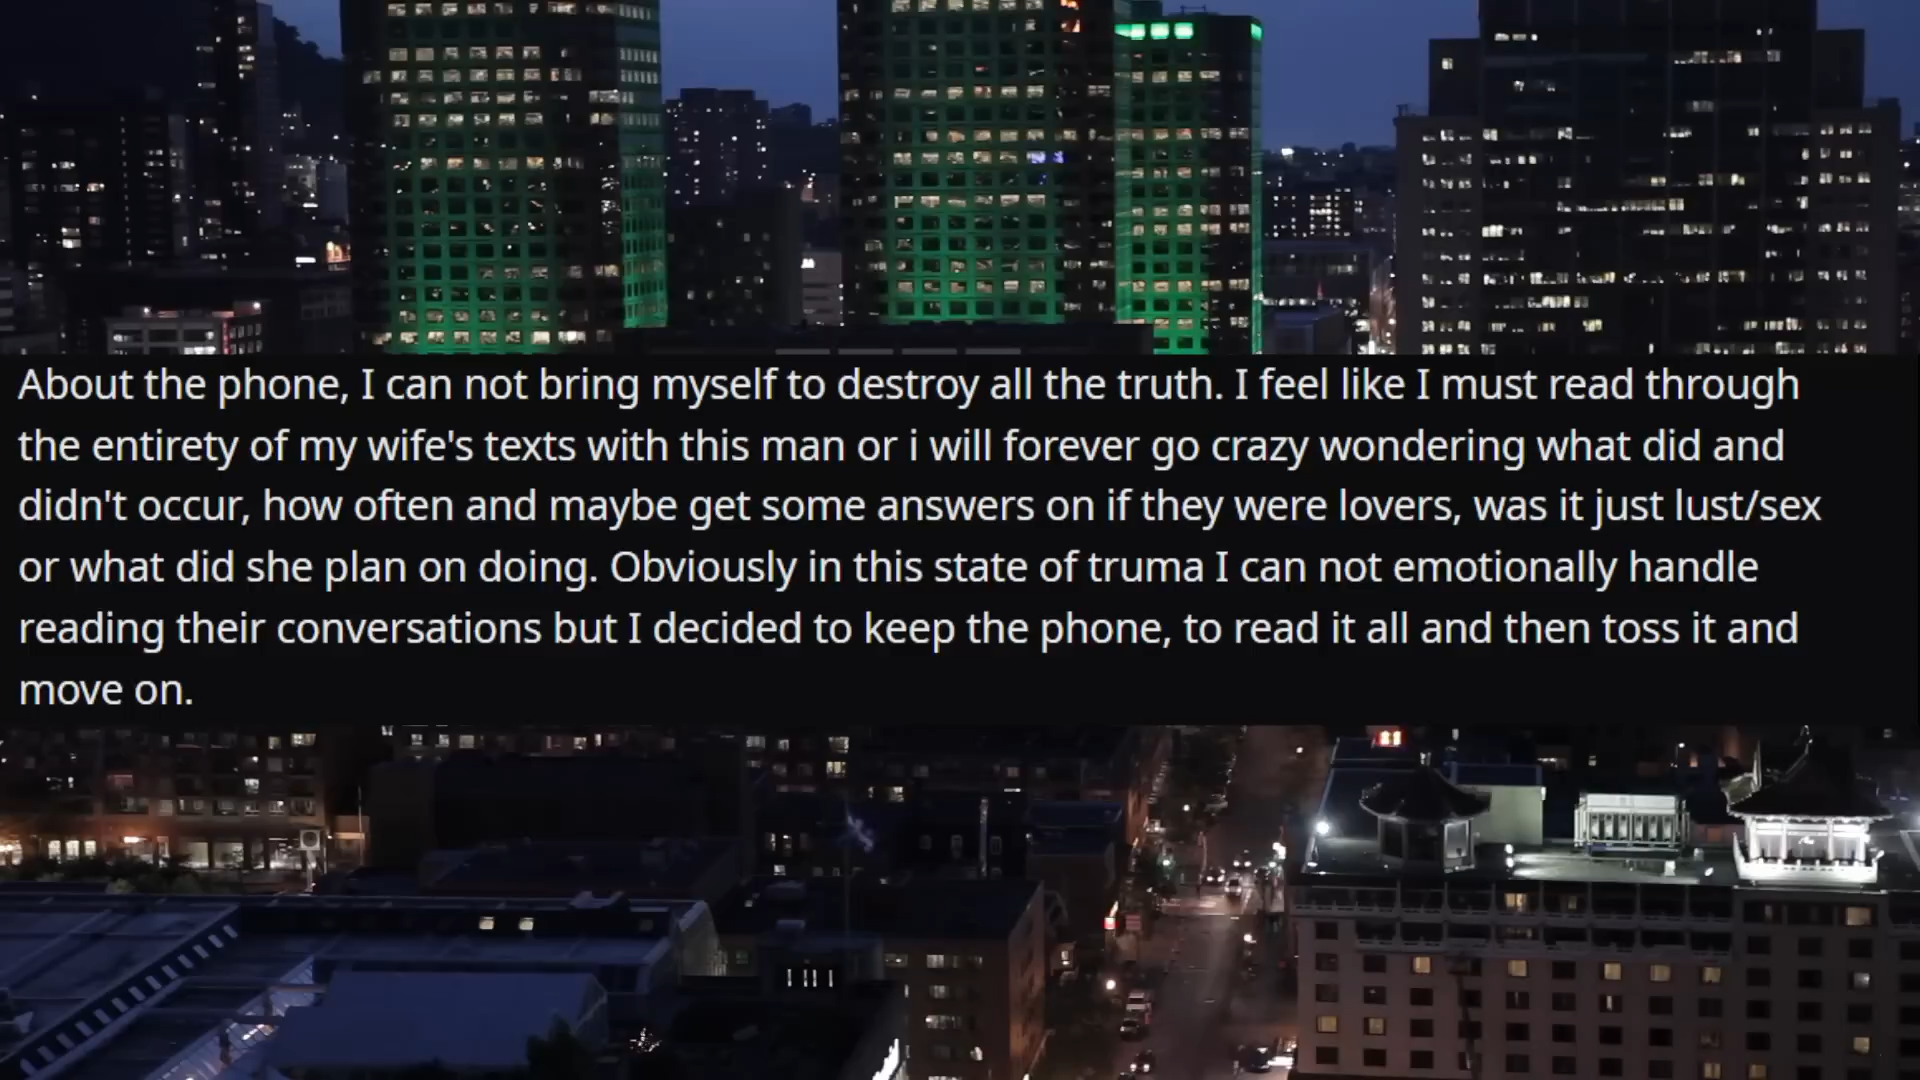 About the phone, I can not bring myself to destroy all the truth. I feel like I must read through
the entirety of my wife's texts with this man or i will forever go crazy wondering what did and
didn't occur, how often and maybe get some answers on if they were lovers, was it just lust/sex
or what did she plan on doing. Obviously in this state of truma I can not emotionally handle
reading their conversations but I decided to keep the phone, to read it all and then toss it and
move on.